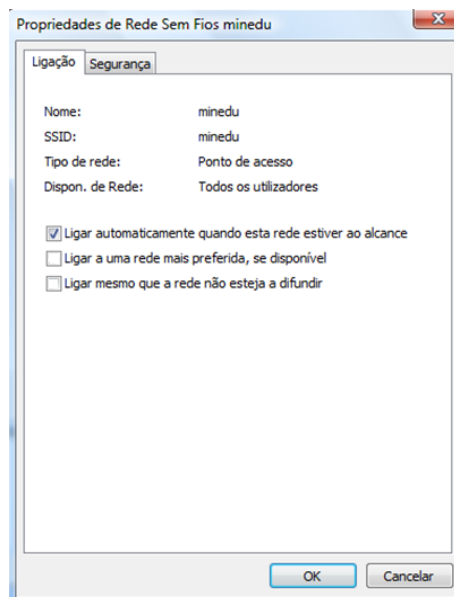 Propriedades de Rede Sem Fios minedu
Ligação Segurança
Nome: minedu
SSID: minedu
Tipo de rede: Ponto de acesso
Dispon. de Rede: Todos os utilizadores
Ligar automaticamente quando esta rede estiver ao alcance
Ligar a uma rede mais preferida, se disponível
Ligar mesmo que a rede não esteja a difundir
OK Cancelar